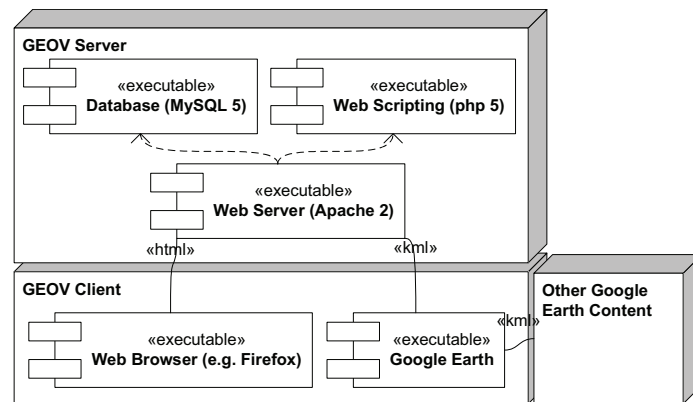 GEOV Server
«executable»
Database (MySQL 5)
«executable»
Web Scripting (php 5)
«executable»
Web Server (Apache 2)
«html»
«kml»
GEOV Client
«executable»
Web Browser (e.g. Firefox)
«executable»
Google Earth
«kml»
Other Google
Earth Content